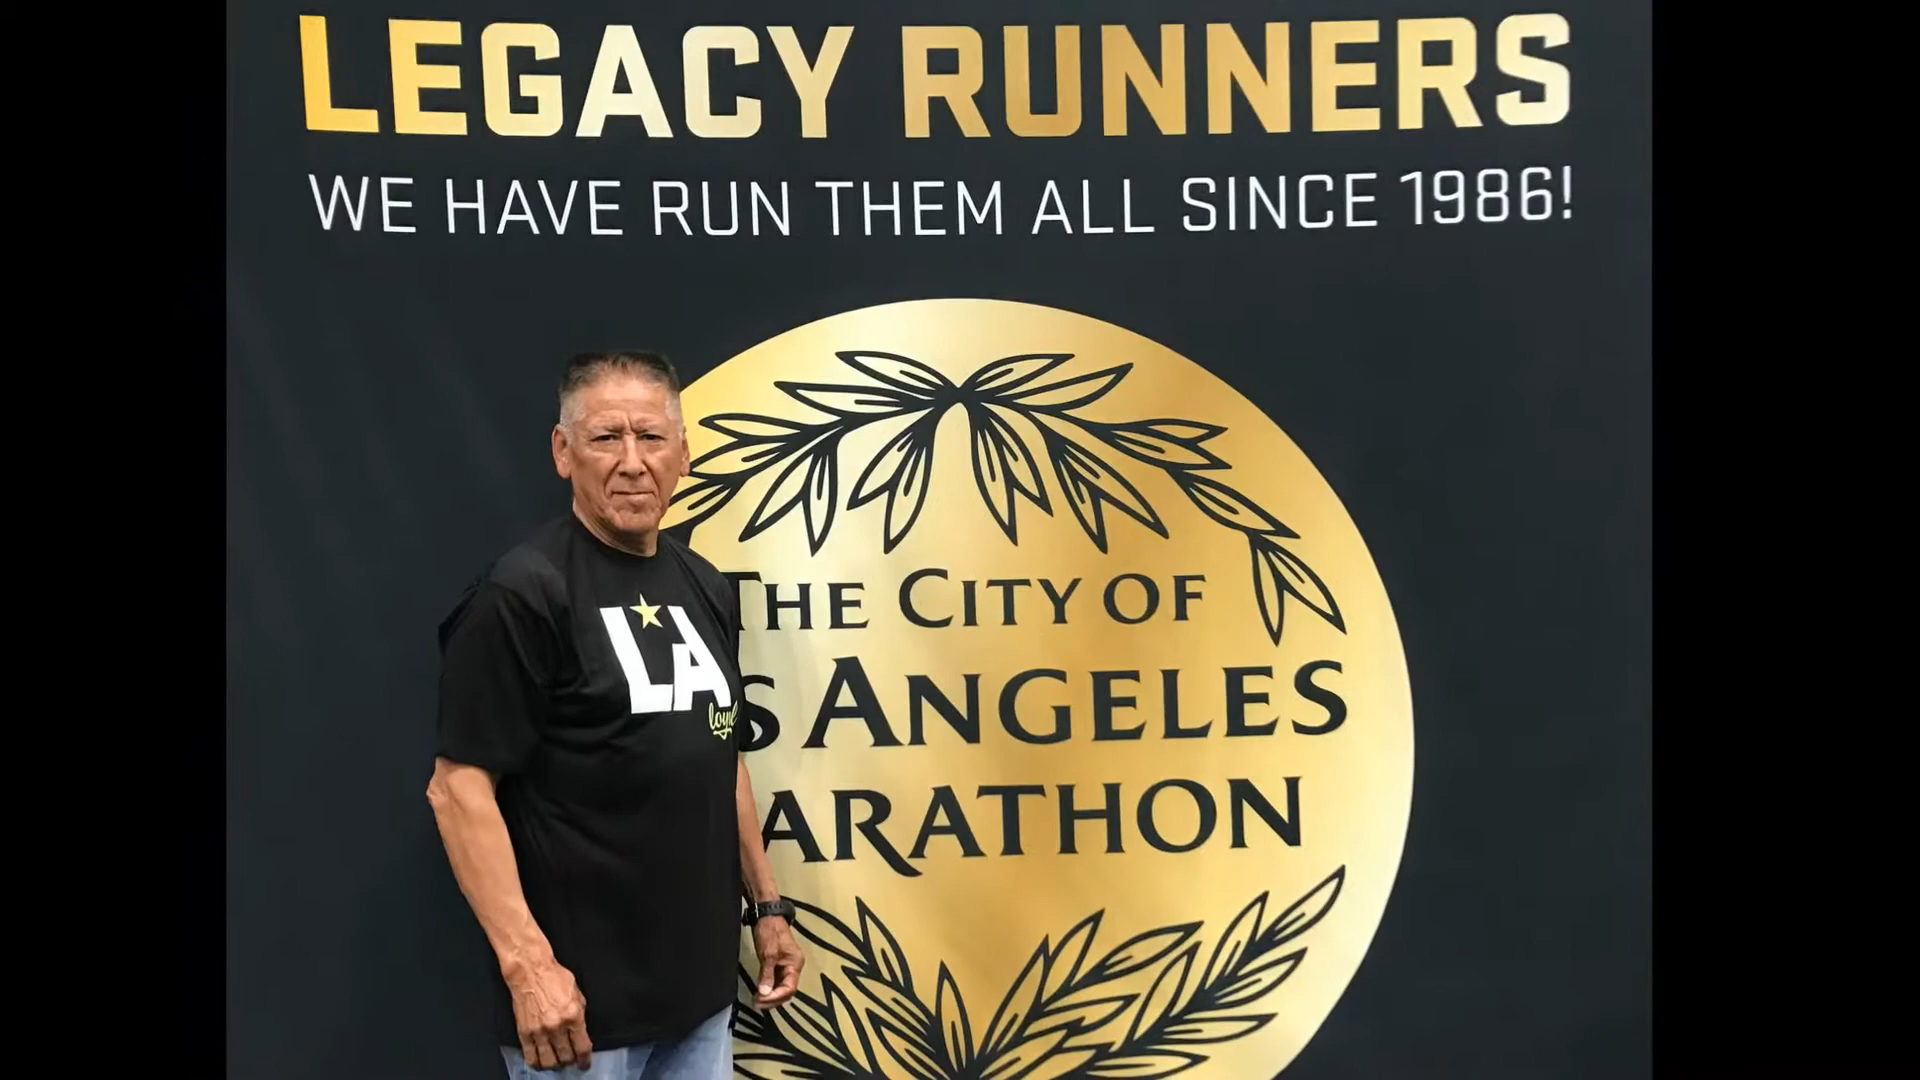 LEGACY RUNNERS
WE HAVE RUN THEM ALL SINCE 1986!
THE CITY OF
S ANGELES
ARATHON
LA